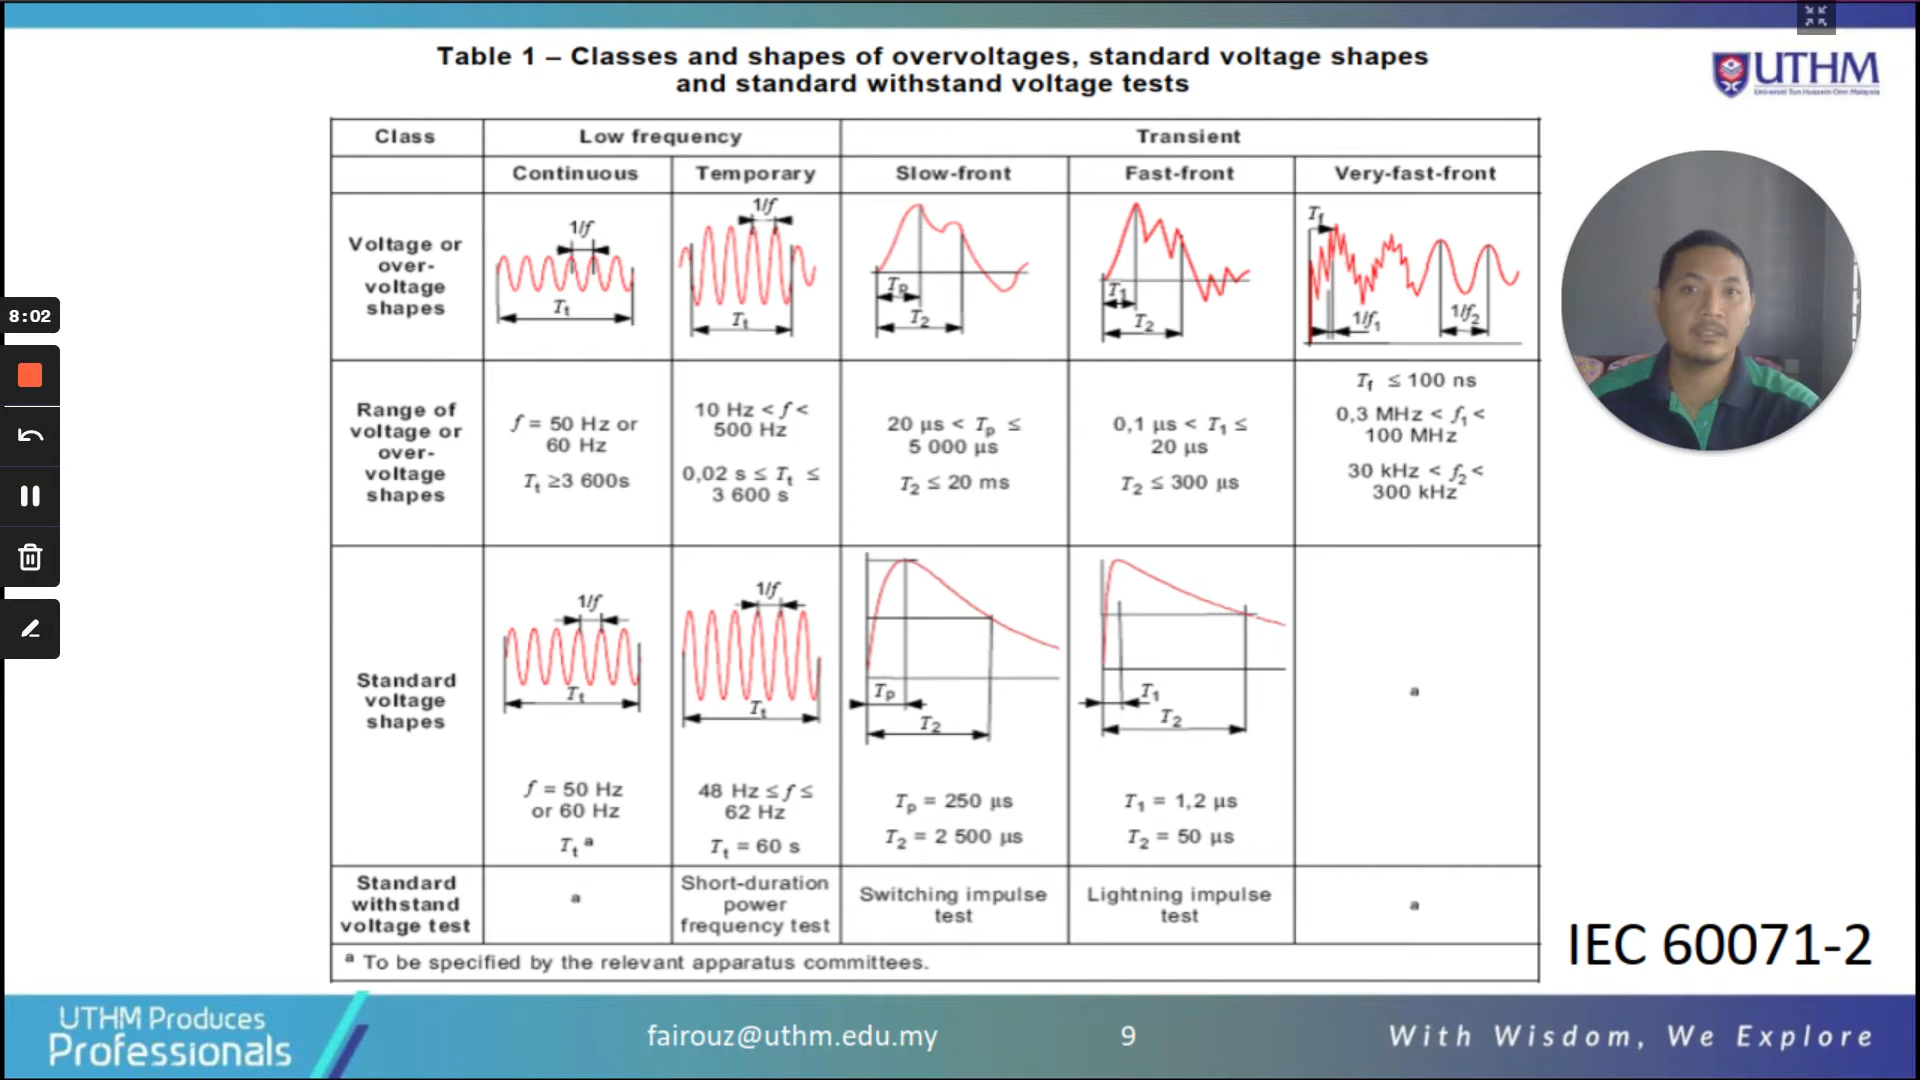 Table 1 – Classes and shapes of overvoltages, standard voltage shapes
and standard withstand voltage tests
UTHM
Universiti Tun Hussein Onn Malaysia
Class
Low frequency
Transient
Continuous
Temporary
Slow-front
Fast-front
Very-fast-front
Voltage or
over-
voltage
shapes
1/f
Tt
1/f
Tt
Tp
T2
T1
T2
Tf
1/f1
1/f2
8:02
Range of
voltage or
over-
voltage
shapes
f = 50 Hz or
60 Hz
Tt ≥3 600s
10 Hz < f <
500 Hz
0,02 s ≤ Tt ≤
3 600 s
20 µs < Tp ≤
5 000 µs
T2 ≤ 20 ms
0,1 µs < T1 ≤
20 µs
T2 ≤ 300 µs
Tf ≤ 100 ns
0,3 MHz < f1 <
100 MHz
30 kHz < f2 <
300 kHz
Standard
voltage
shapes
1/f
Tt
f = 50 Hz
or 60 Hz
Tt a
1/f
Tt
48 Hz ≤ f ≤
62 Hz
Tt = 60 s
Tp
T2
Tp = 250 µs
T2 = 2 500 µs
T1
T2
T1 = 1,2 µs
T2 = 50 µs
a
Standard
withstand
voltage test
a
Short-duration
power
frequency test
Switching impulse
test
Lightning impulse
test
a
a To be specified by the relevant apparatus committees.
IEC 60071-2
UTHM Produces
Professionals
fairouz@uthm.edu.my
9
With Wisdom, We Explore